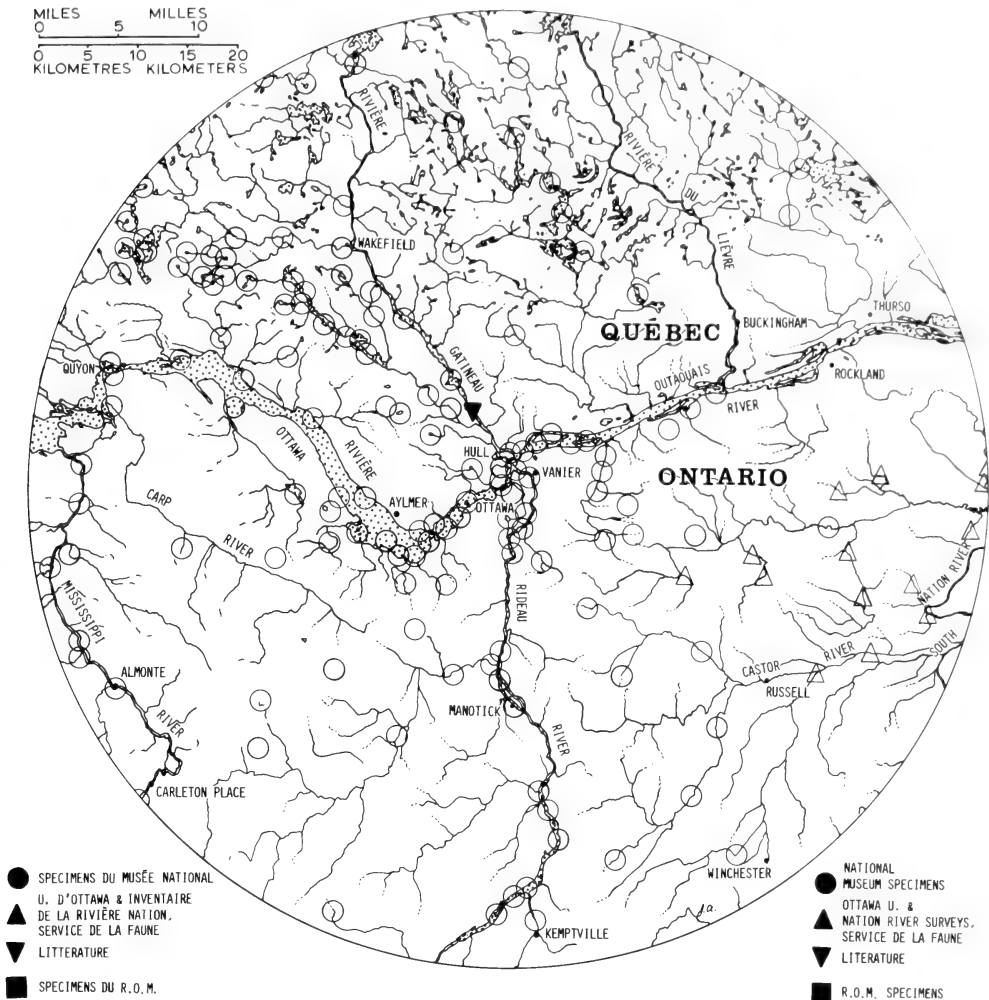 MILES MILLES
0 5 10
0 5 10 15 20
KILOMETRES KILOMETERS
RIVIÈRE
RIVIÈRE
DU
LIÈVRE
WAKEFIELD
THURSO
BUCKINGHAM
QUÉBEC
GATINEAU
QUYON
OUTAOUAIS
ROCKLAND
RIVER
OTTAWA
RIVIÈRE
HULL
VANIER
ONTARIO
CARP
AYLMER
OTTAWA
RIVER
NATION RIVER
MISSISSIPPI
RIDEAU
SOUTH
RIVER
CASTOR
ALMONTE
RUSSELL
MANOTICK
RIVER
RIVER
CARLETON PLACE
WINCHESTER
j.a.
KEMPTVILLE
SPECIMENS DU MUSÉE NATIONAL
U. D'OTTAWA & INVENTAIRE
DE LA RIVIÈRE NATION,
SERVICE DE LA FAUNE
LITTERATURE
SPECIMENS DU R.O.M.
NATIONAL
MUSEUM SPECIMENS
OTTAWA U. &
NATION RIVER SURVEYS,
SERVICE DE LA FAUNE
LITERATURE
R.O.M. SPECIMENS